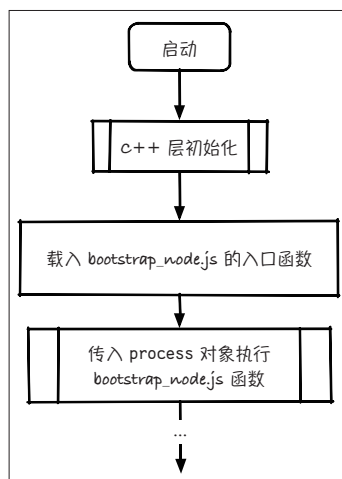 启动
C++ 层初始化
载入 bootstrap_node.js 的入口函数
传入 process 对象执行
bootstrap_node.js 函数
...